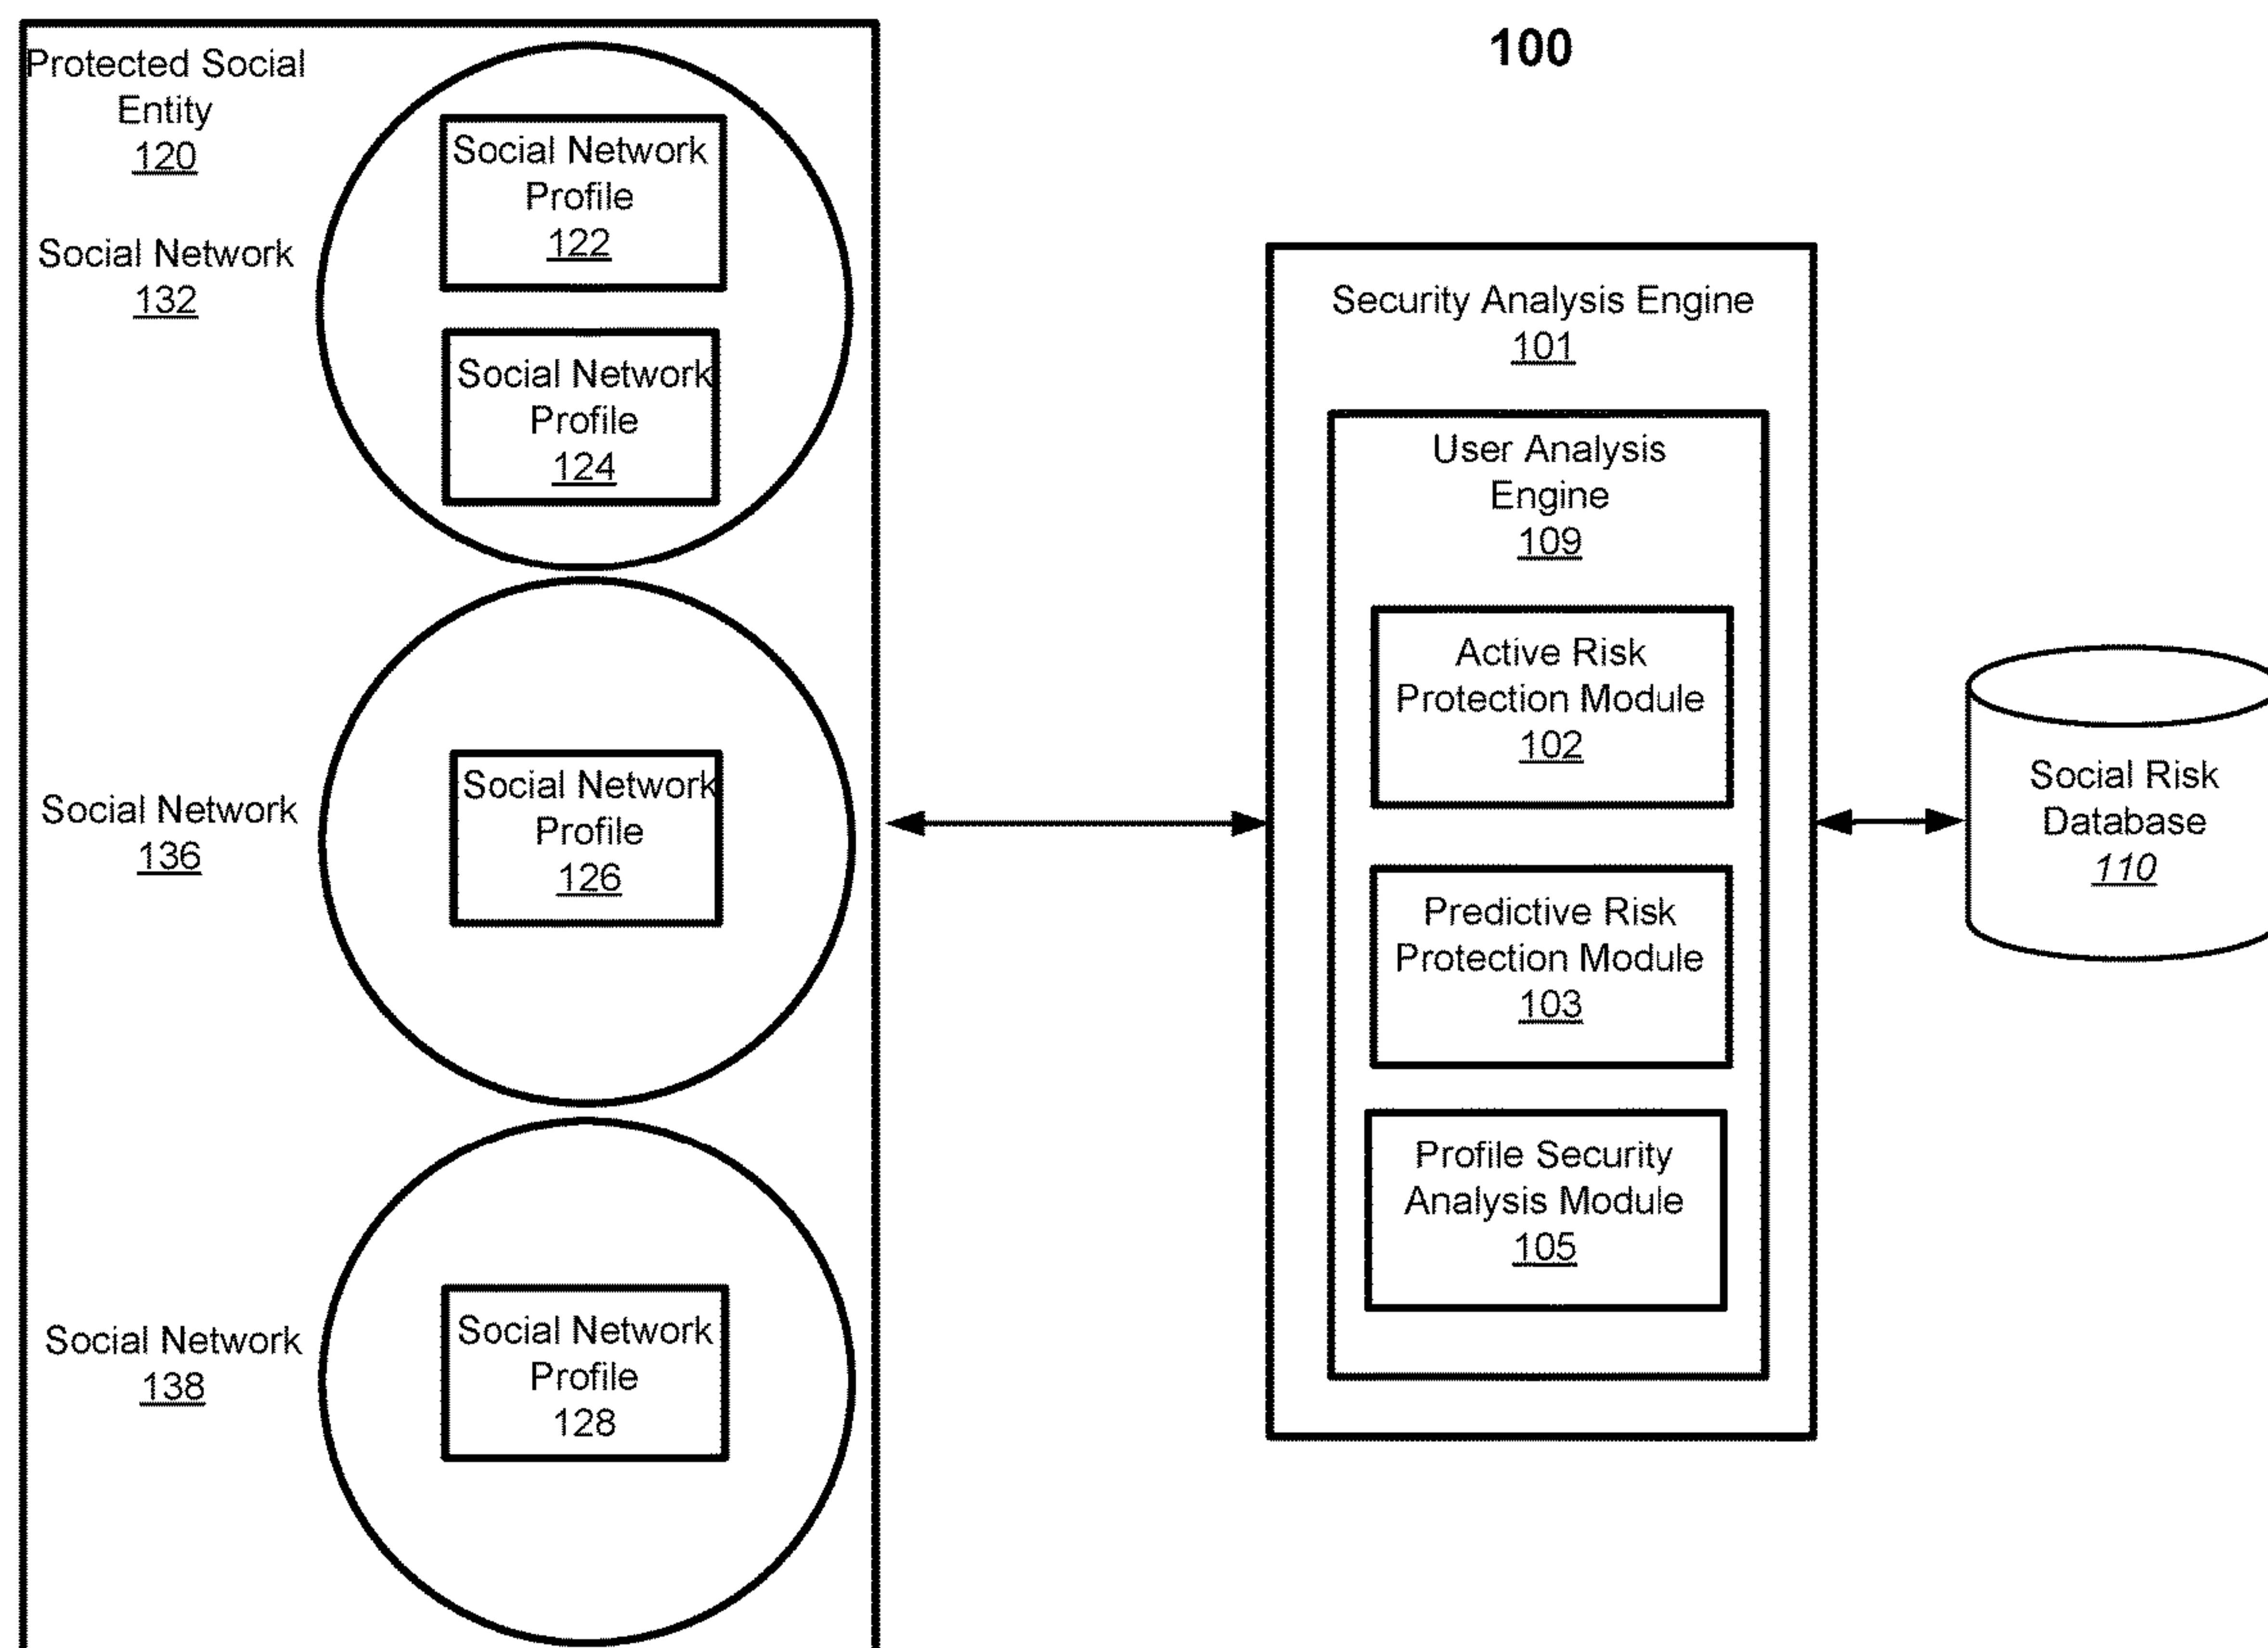 100
Protected Social
Entity
120
Social Network
132
Social Network
Profile
122
Social Network
Profile
124
Social Network
136
Social Network
Profile
126
Social Network
138
Social Network
Profile
128
Security Analysis Engine
101
User Analysis
Engine
109
Active Risk
Protection Module
102
Predictive Risk
Protection Module
103
Profile Security
Analysis Module
105
Social Risk
Database
110